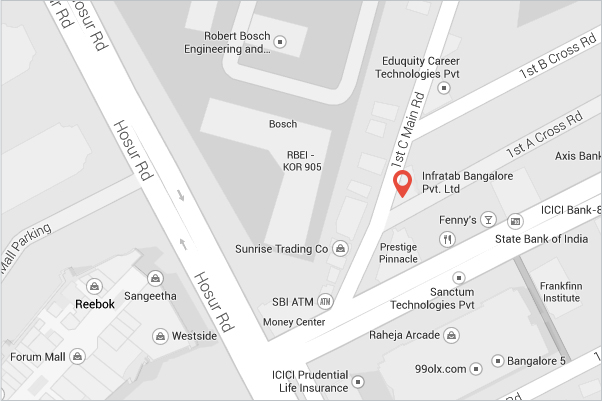 Hosur Rd
Robert Bosch
Engineering and...
Eduquity Career
Technologies Pvt
1st B Cross Rd
1st C Main Rd
Bosch
Hosur Rd
1st A Cross Rd
RBEI -
KOR 905
Axis Bank
Infratab Bangalore
Pvt. Ltd
ICICI Bank-8
Fenny's
State Bank of India
Mall Parking
Sunrise Trading Co
Prestige
Pinnacle
Sanctum
Technologies Pvt
Frankfinn
Institute
Reebok
Sangeetha
Hosur Rd
SBI ATM
ATM
Money Center
Westside
Raheja Arcade
Forum Mall
99olx.com
Bangalore 5
ICICI Prudential
Life Insurance